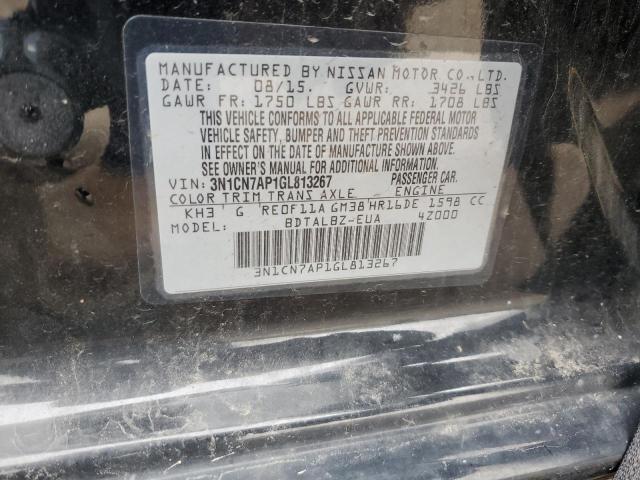 MANUFACTURED BY NISSAN MOTOR CO.,LTD.
DATE: 08/15. GVWR: 3426 LBS
GAWR FR: 1750 LBS GAWR RR: 1708 LBS
THIS VEHICLE CONFORMS TO ALL APPLICABLE FEDERAL MOTOR
VEHICLE SAFETY, BUMPER AND THEFT PREVENTION STANDARDS
IN EFFECT ON THE DATE OF MANUFACTURE SHOWN ABOVE.
SEE OWNER'S MANUAL FOR ADDITIONAL INFORMATION.
VIN: 3N1CN7AP1GL813267 PASSENGER CAR.
COLOR TRIM TRANS AXLE ENGINE
KH3 G RE0F11A GM38 HR16DE 1598 CC
MODEL: BDTALBZ-EUA 4Z000
3N1CN7AP1GL813267